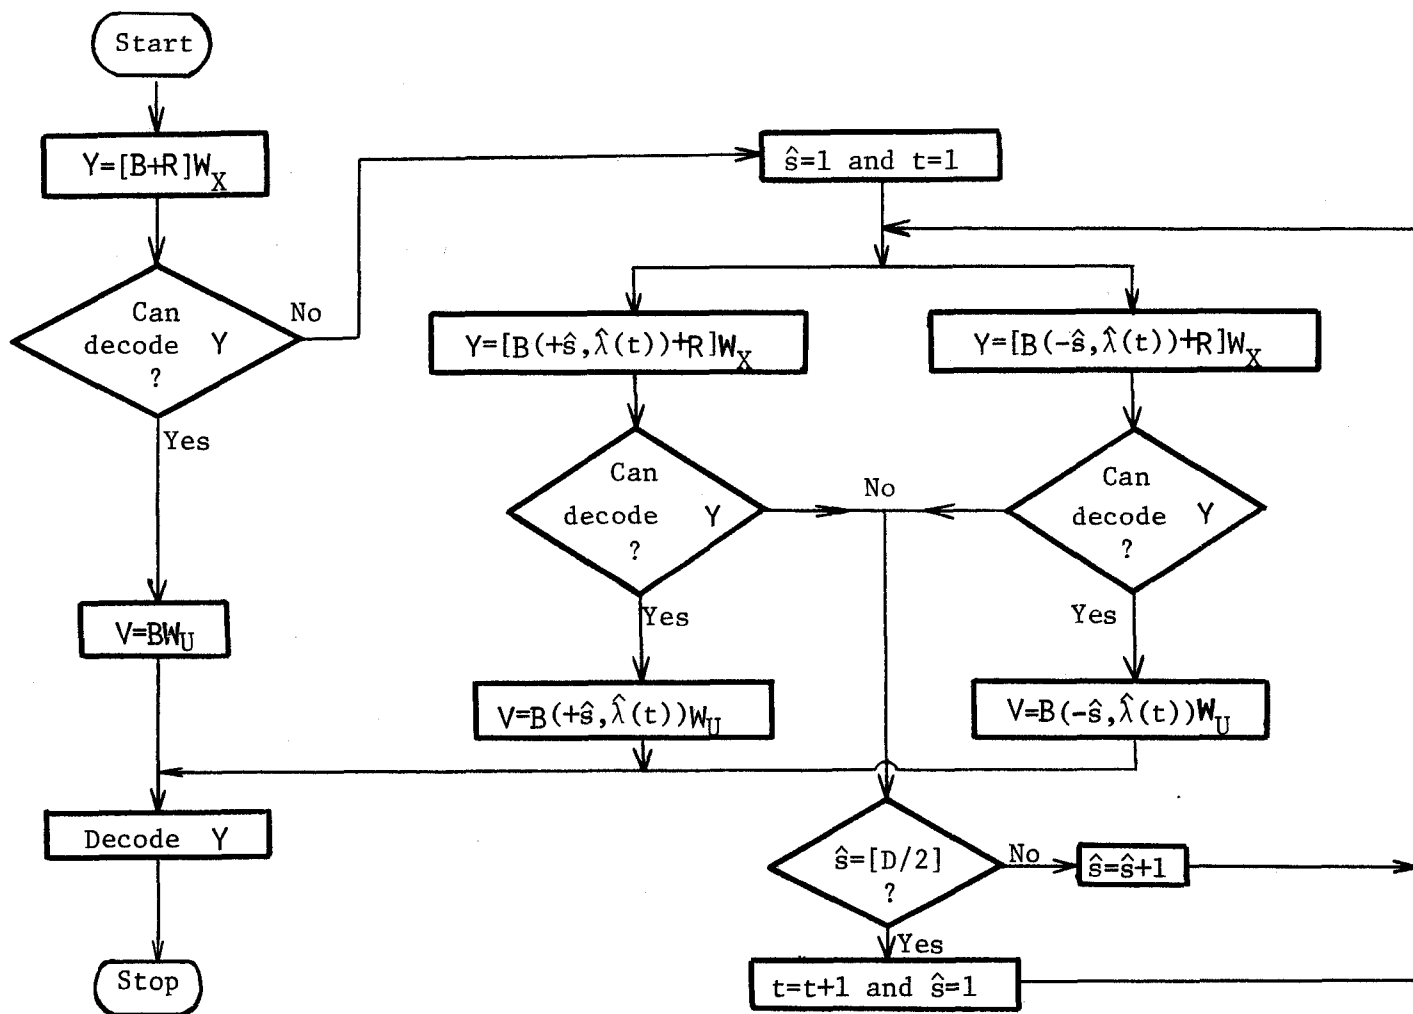 Start
Y=[B+R]W_X
Can
decode Y
?
No
Yes
V=BW_U
Decode Y
Stop
ŝ=1 and t=1
Y=[B(+ŝ,λ̂(t))+R]W_X
Y=[B(-ŝ,λ̂(t))+R]W_X
Can
decode Y
?
No
Can
decode Y
?
Yes
Yes
V=B(+ŝ,λ̂(t))W_U
V=B(-ŝ,λ̂(t))W_U
ŝ=[D/2]
?
No
ŝ=ŝ+1
Yes
t=t+1 and ŝ=1